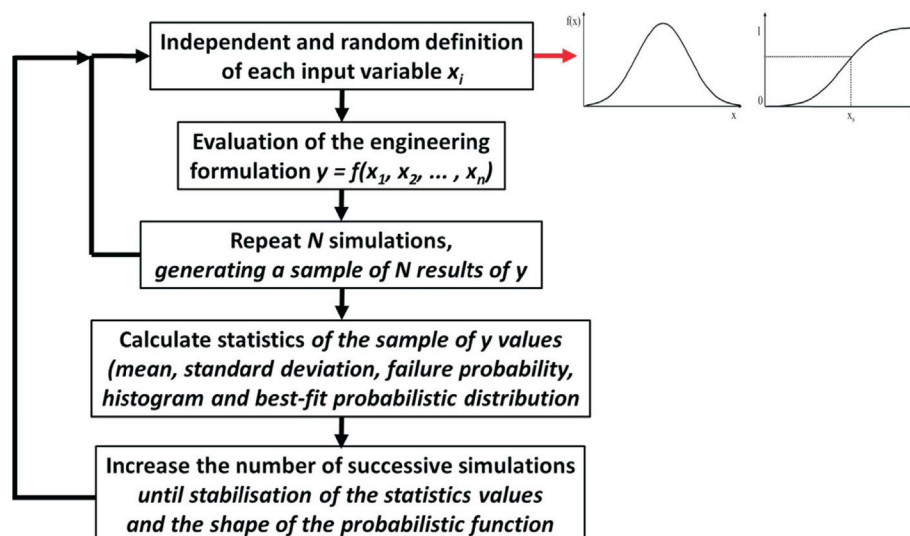 Independent and random definition
of each input variable xi
f(x)
x
1
0
xs
Evaluation of the engineering
formulation y = f(x1, x2, ... , xn)
Repeat N simulations,
generating a sample of N results of y
Calculate statistics of the sample of y values
(mean, standard deviation, failure probability,
histogram and best-fit probabilistic distribution
Increase the number of successive simulations
until stabilisation of the statistics values
and the shape of the probabilistic function